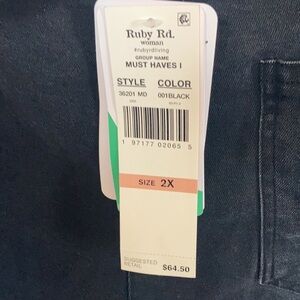 Ruby Rd.
woman
#rubyrdliving
GROUP NAME
MUST HAVES I
STYLE COLOR
36201 MD 001BLACK
1 97177 02065 5
SIZE 2X
SUGGESTED
RETAIL $64.50